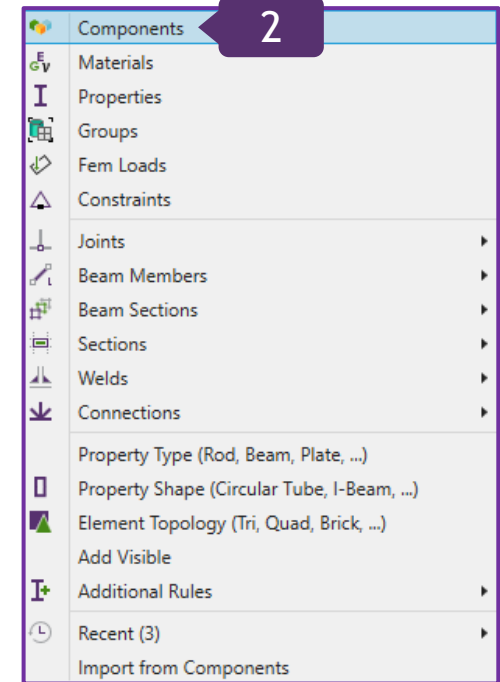 Components
2
Materials
Properties
Groups
Fem Loads
Constraints
Joints
Beam Members
Beam Sections
Sections
Welds
Connections
Property Type (Rod, Beam, Plate, ...)
Property Shape (Circular Tube, I-Beam, ...)
Element Topology (Tri, Quad, Brick, ...)
Add Visible
Additional Rules
Recent (3)
Import from Components